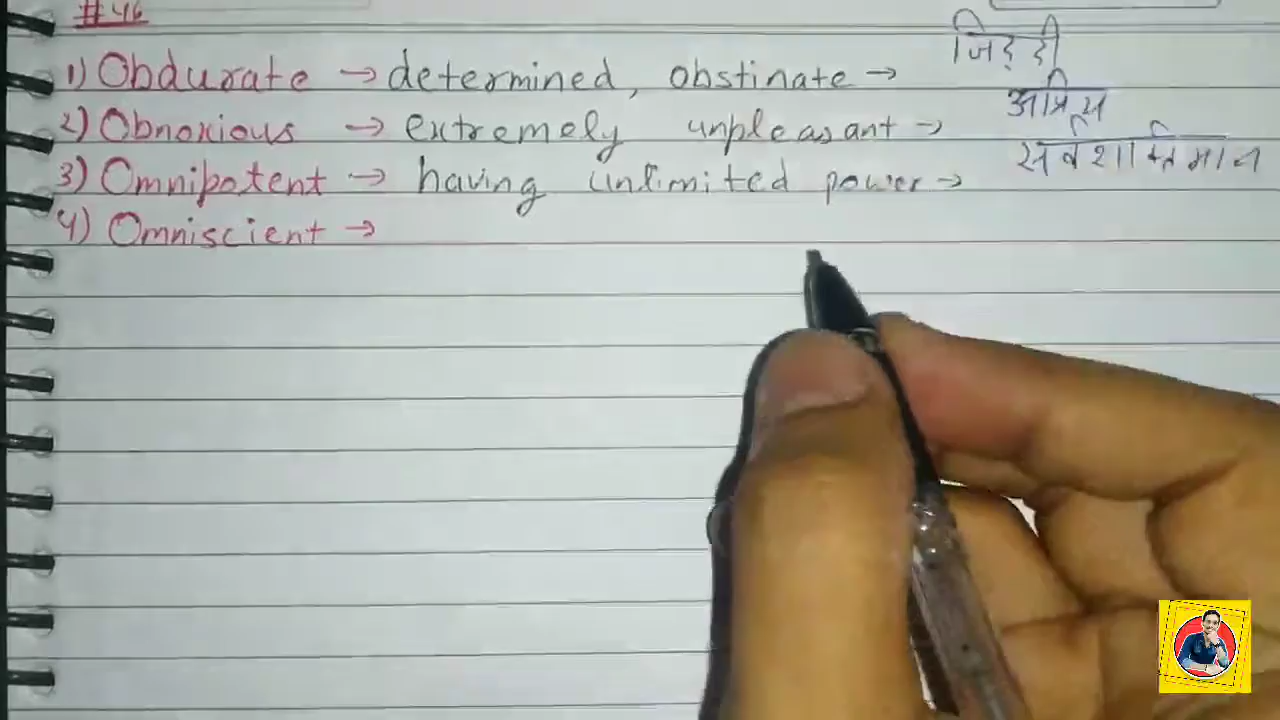 #46
1) Obdurate → determined, obstinate → जिद्दी
2) Obnoxious → extremely unpleasant → अप्रिय
3) Omnipotent → having unlimited power → सर्वशक्तिमान
4) Omniscient →